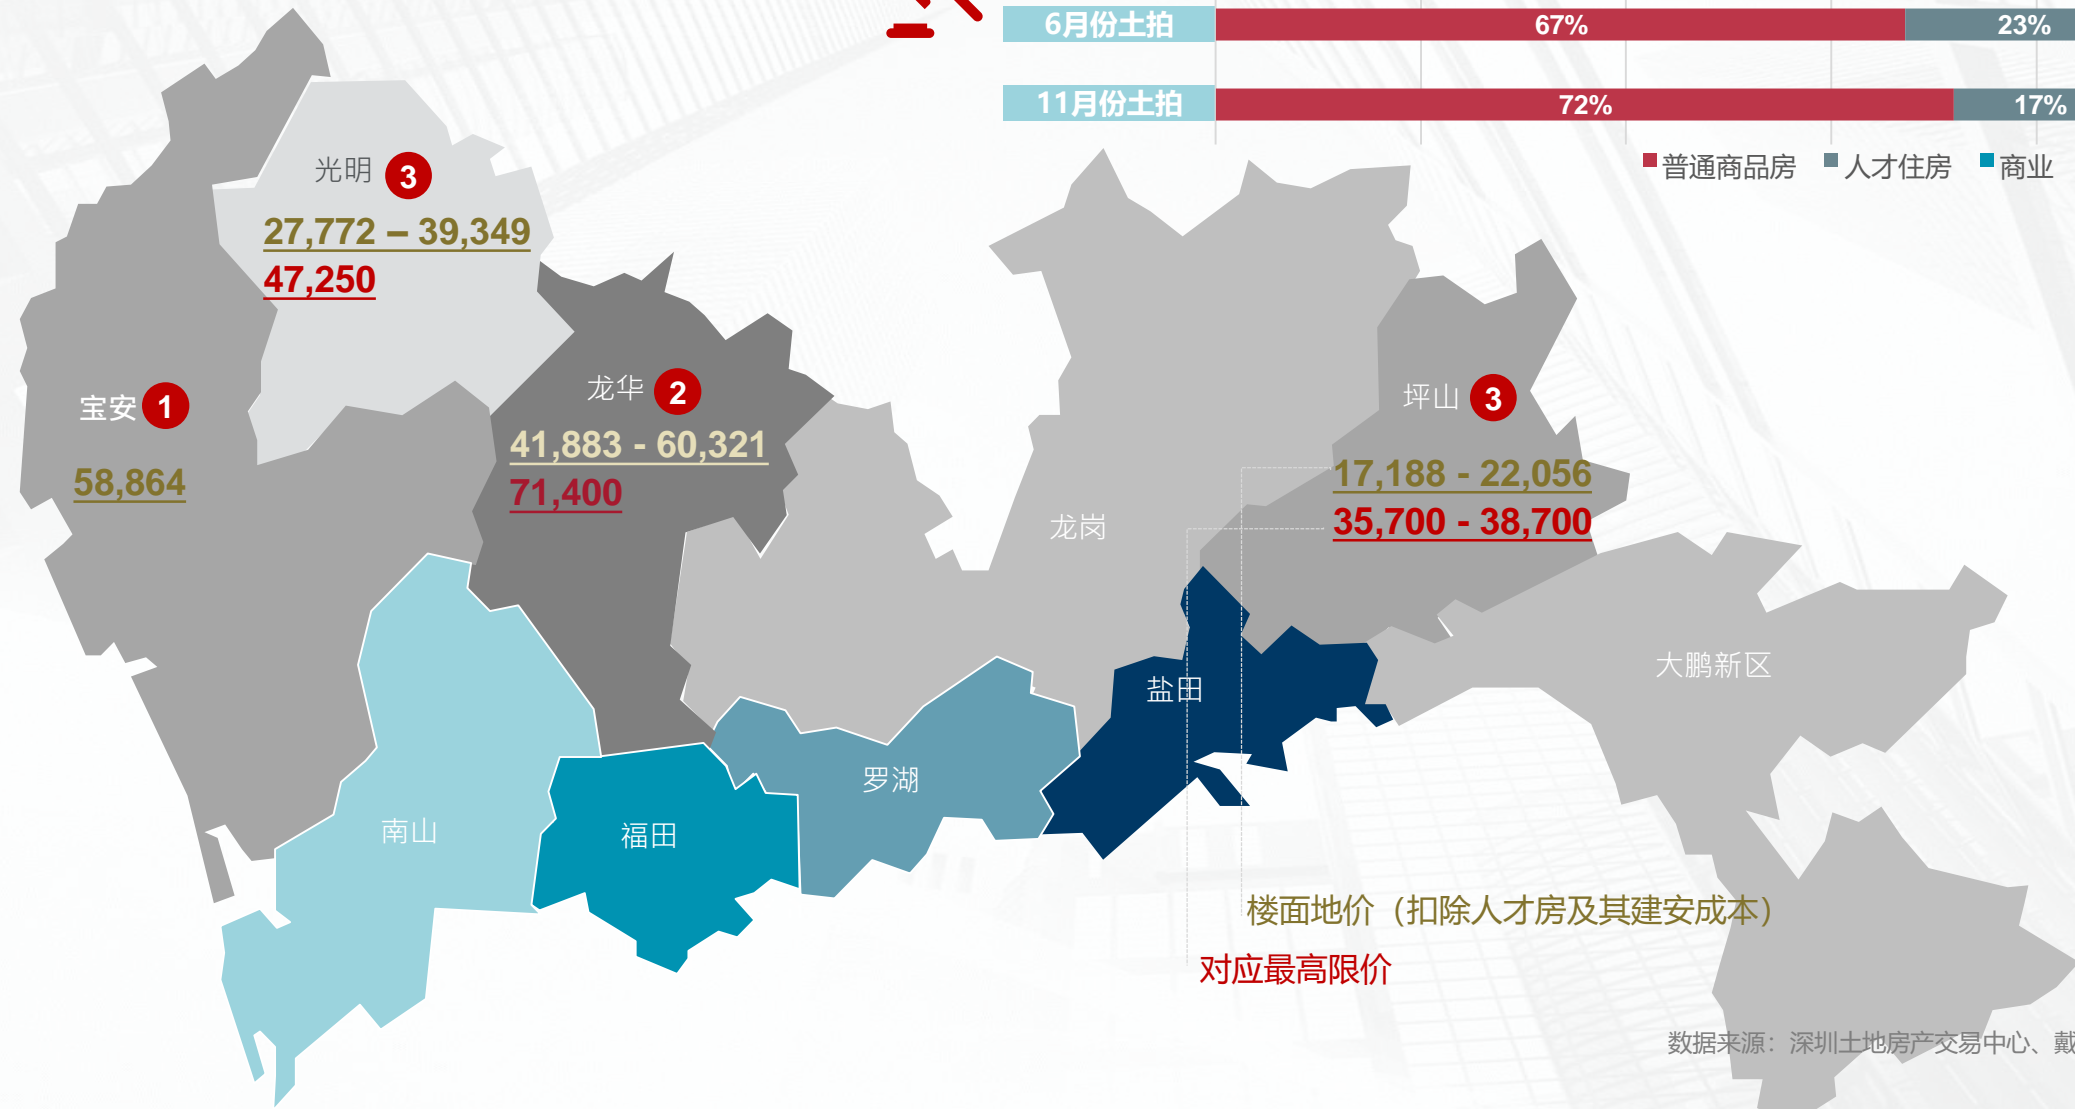 6月份土拍 67% 23%
11月份土拍 72% 17%
普通商品房 人才住房 商业
光明 3
27,772 – 39,349
47,250
宝安 1
58,864
龙华 2
41,883 - 60,321
71,400
坪山 3
17,188 - 22,056
35,700 - 38,700
龙岗
大鹏新区
盐田
罗湖
南山
福田
楼面地价（扣除人才房及其建安成本）
对应最高限价
数据来源：深圳土地房产交易中心、戴